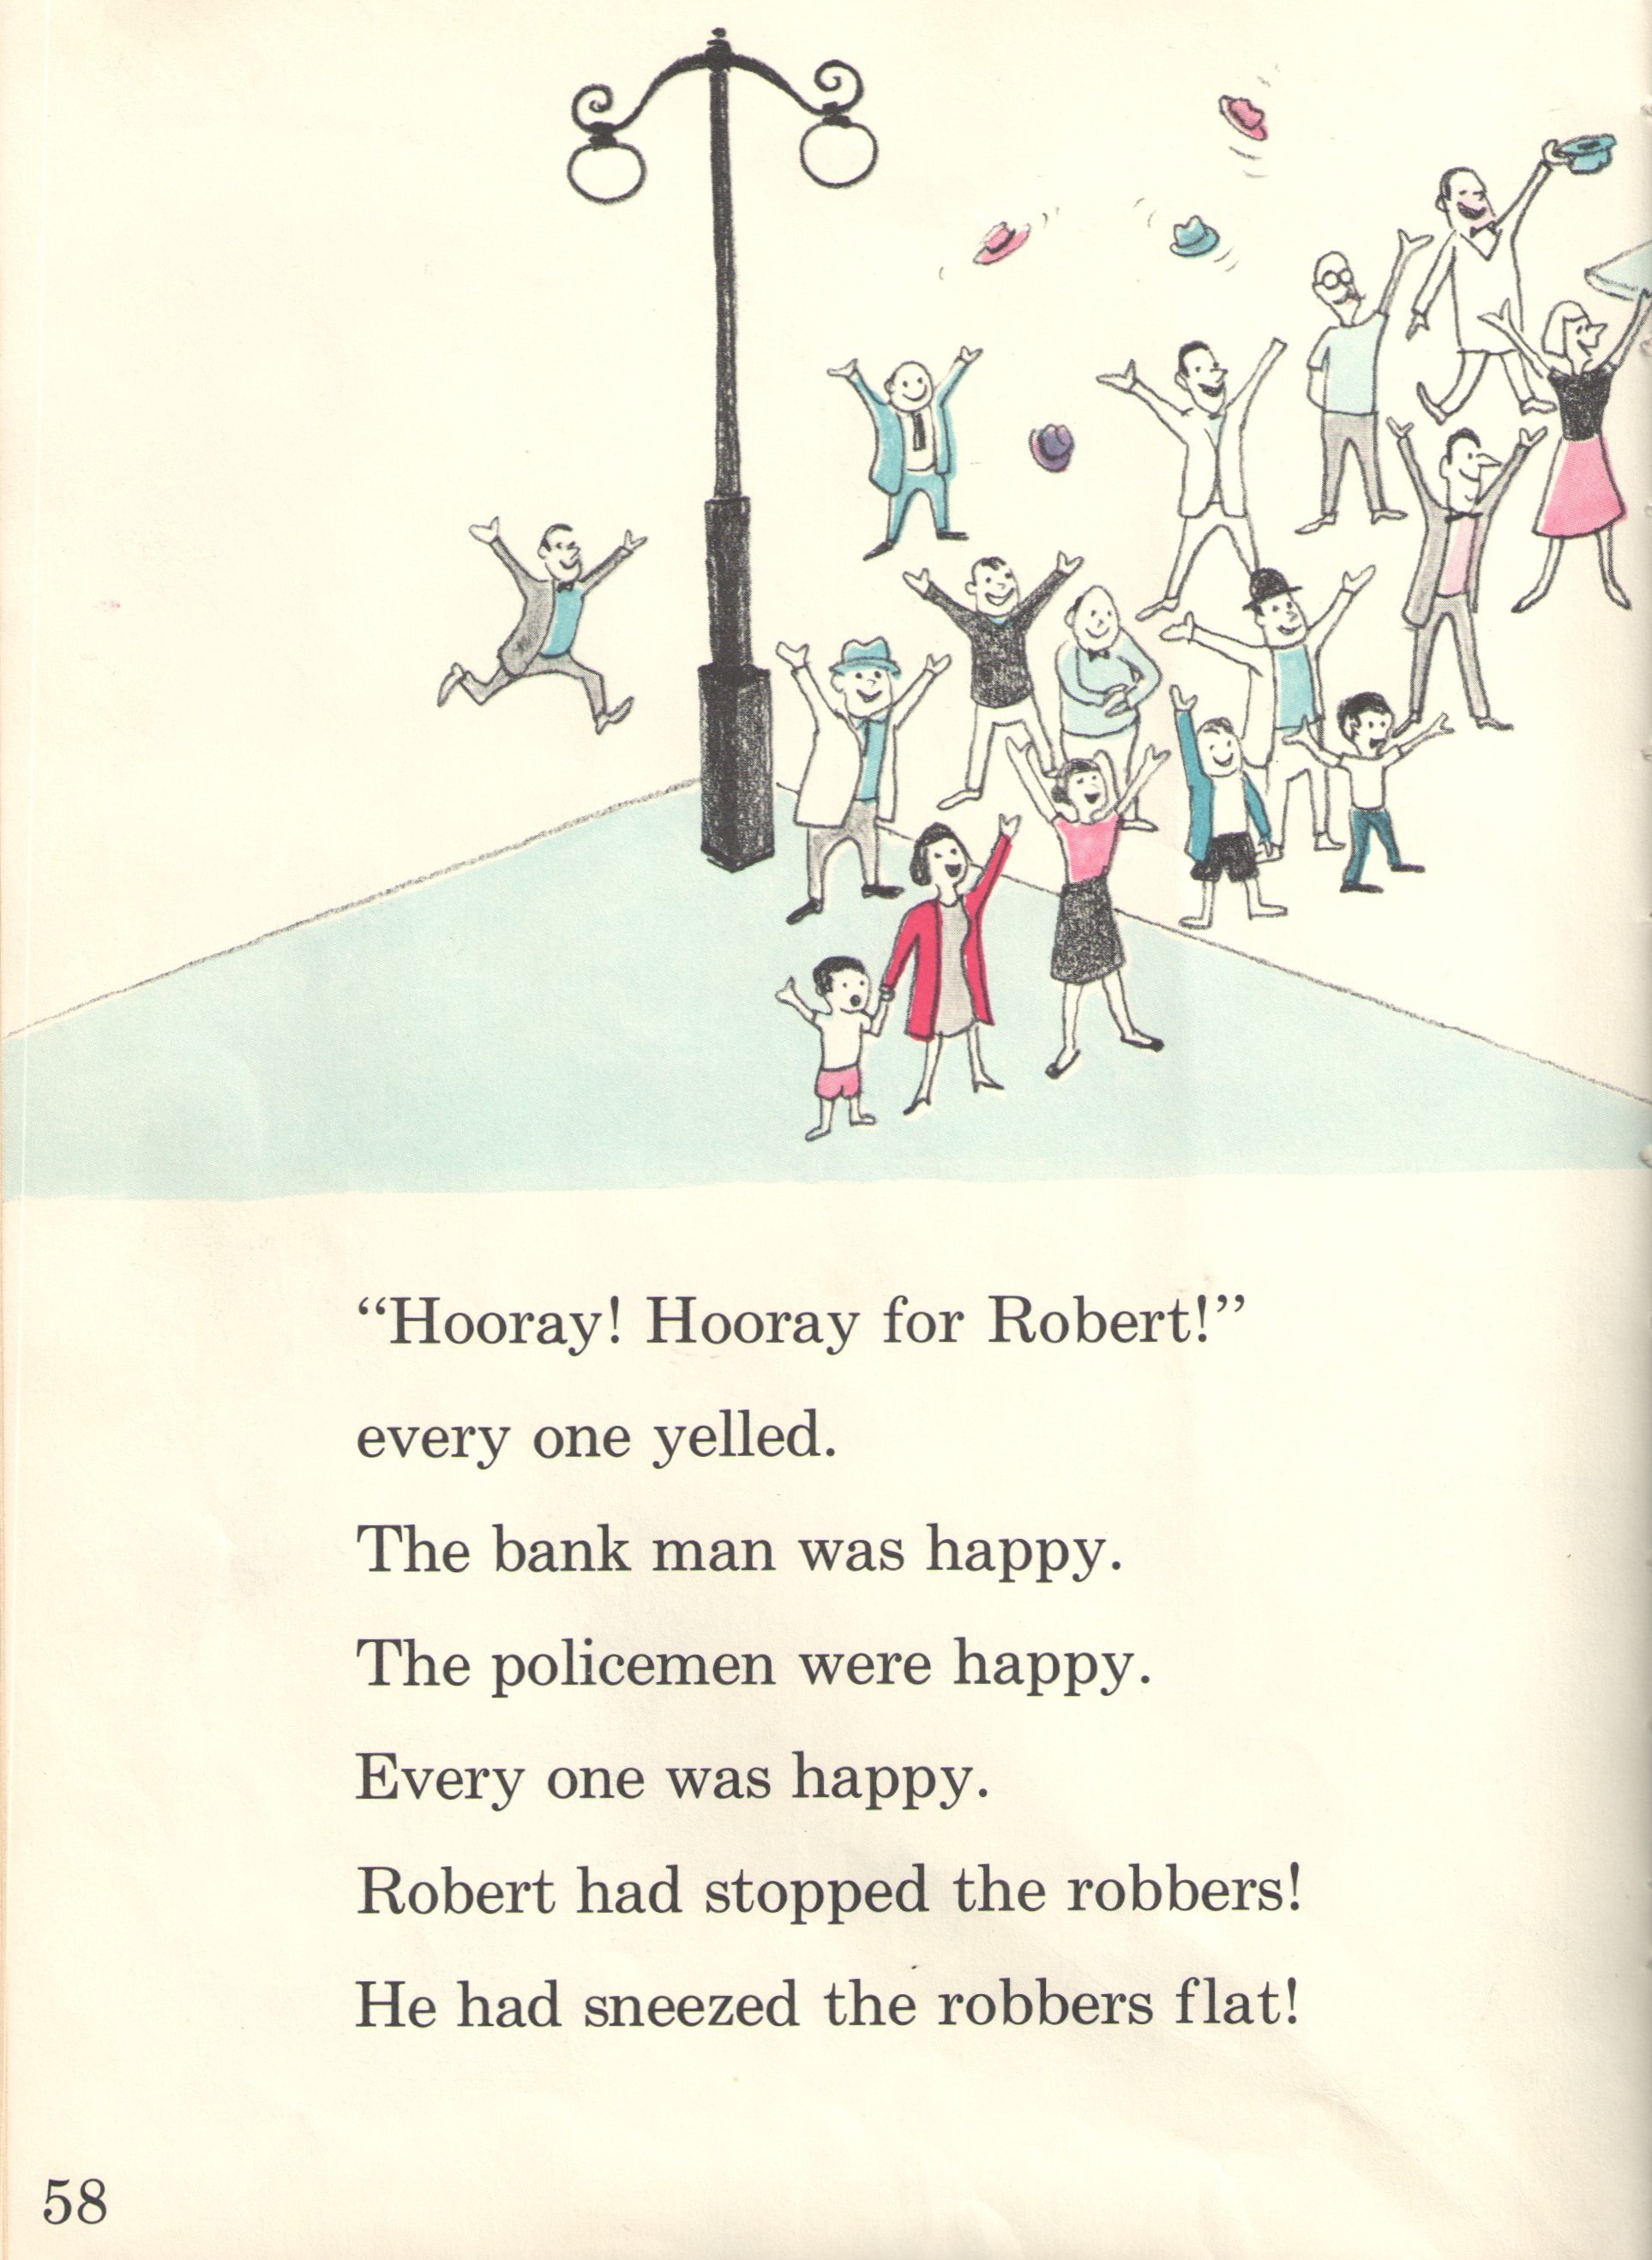 “Hooray! Hooray for Robert!”
every one yelled.
The bank man was happy.
The policemen were happy.
Every one was happy.
Robert had stopped the robbers!
He had sneezed the robbers flat!
58